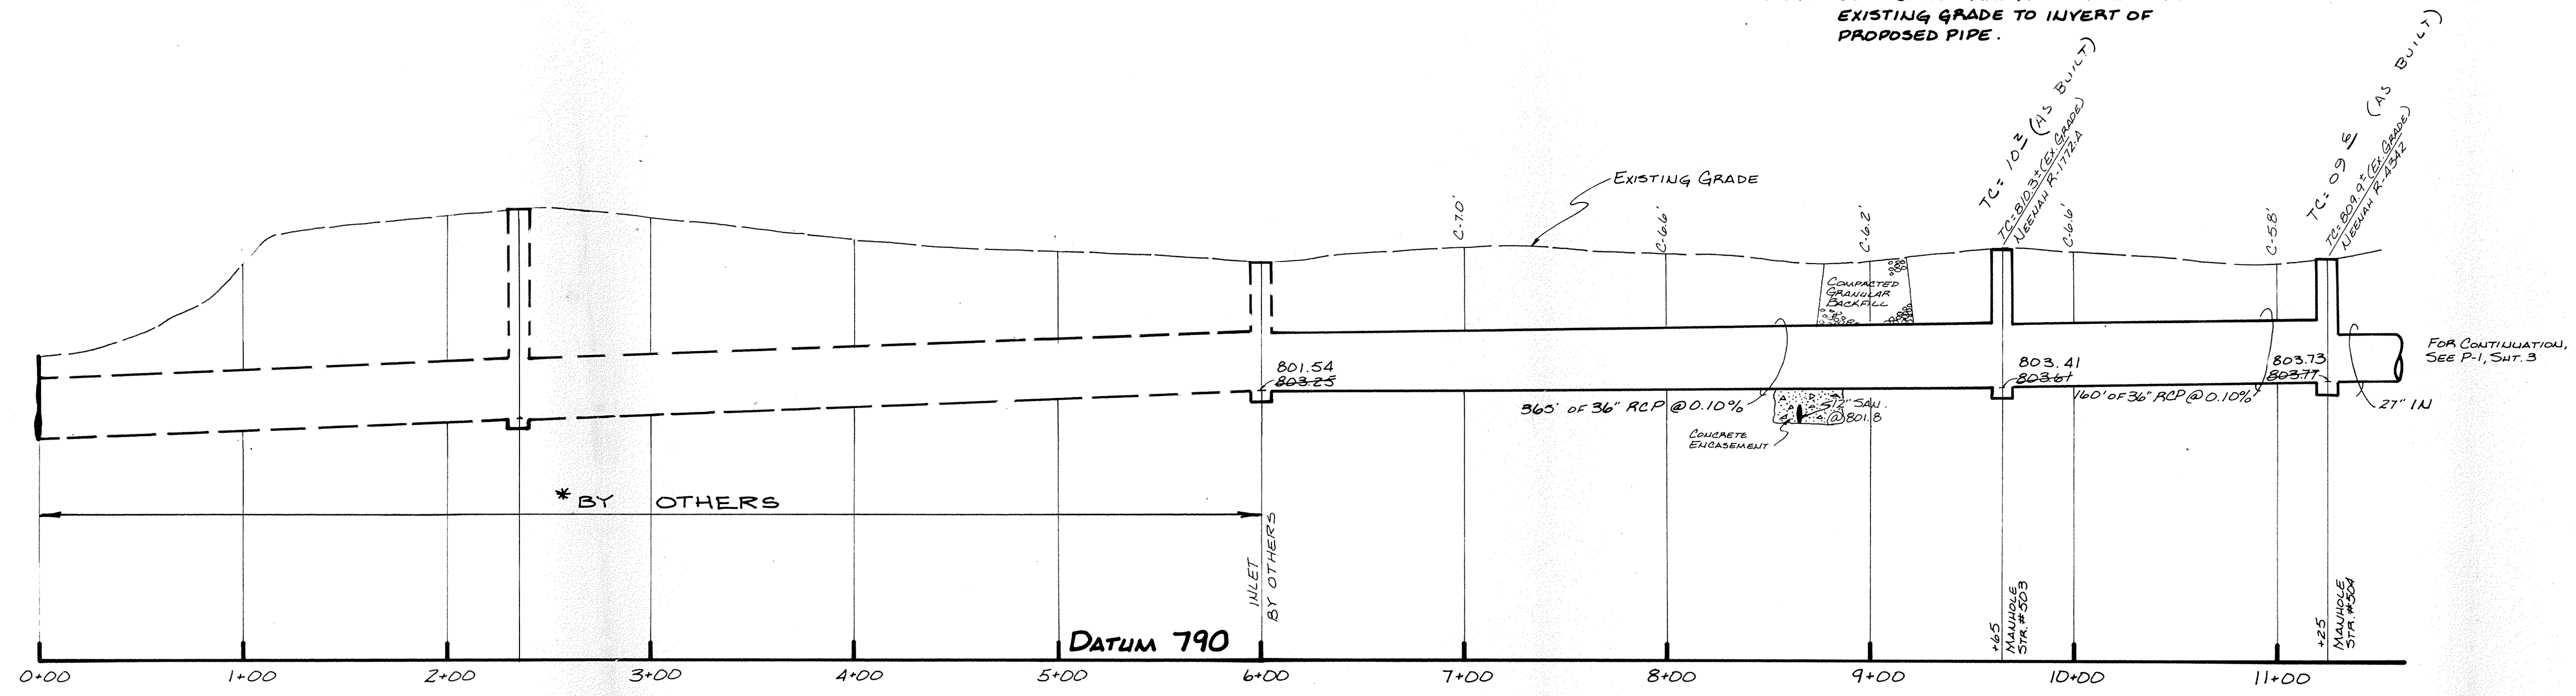 EXISTING GRADE TO INVERT OF
PROPOSED PIPE.
TC= 10 2 (AS BUILT)
TC=810.3±(EX.GRADE)
NEENAH R-1772-A
TC= 09 6 (AS BUILT)
TC=809.9±(EX.GRADE)
NEENAH R-4342
EXISTING GRADE
C-7.0'
C-6.6'
C-6.2'
C-6.6'
C-5.8'
COMPACTED
GRANULAR
BACKFILL
801.54
803.25
803.41
803.61
803.73
803.77
FOR CONTINUATION,
SEE P-1, SHT. 3
365' OF 36" RCP @ 0.10%
160' OF 36" RCP @ 0.10%
27" IN
12" SAN.
@ 801.8
CONCRETE
ENCASEMENT
*BY OTHERS
INLET
BY OTHERS
+65
MANHOLE
STR. #503
+25
MANHOLE
STR. #504
DATUM 790
0+00 1+00 2+00 3+00 4+00 5+00 6+00 7+00 8+00 9+00 10+00 11+00